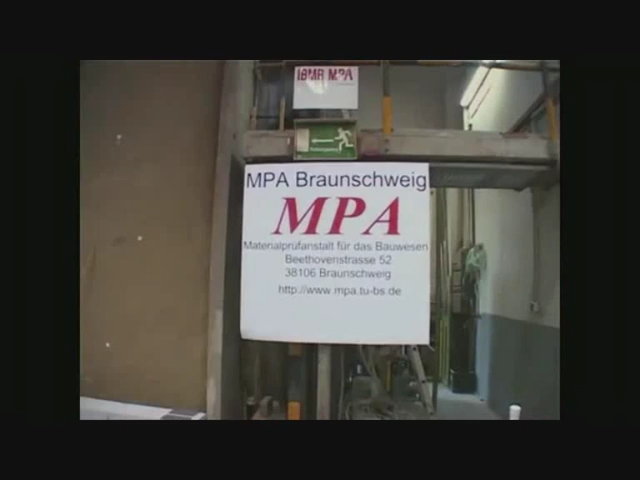 IBMB MPA
MPA Braunschweig
MPA
Materialprüfanstalt für das Bauwesen
Beethovenstrasse 52
38106 Braunschweig
http://www.mpa.tu-bs.de